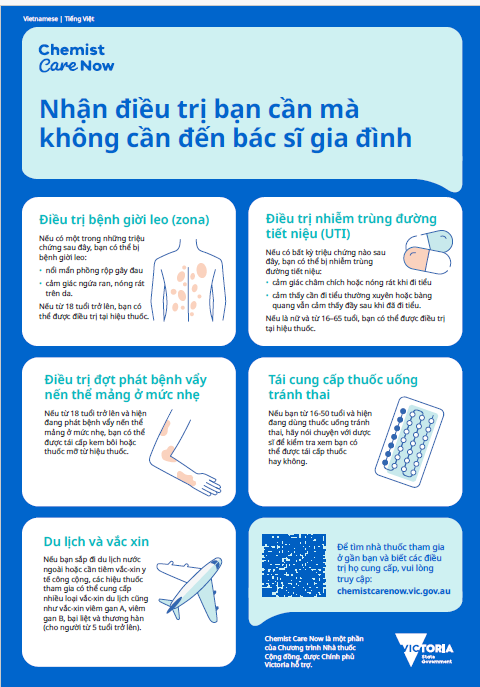 Vietnamese | Tiếng Việt
Chemist
Care Now
Nhận điều trị bạn cần mà
không cần đến bác sĩ gia đình
Điều trị bệnh giời leo (zona)
Nếu có một trong những triệu
chứng sau đây, bạn có thể bị
bệnh giời leo:
• nổi mẩn phồng rộp gây đau
• cảm giác ngứa ran, nóng rát
trên da.
Nếu từ 18 tuổi trở lên, bạn có
thể được điều trị tại hiệu thuốc.
Điều trị nhiễm trùng đường
tiết niệu (UTI)
Nếu có bất kỳ triệu chứng nào sau
đây, bạn có thể bị nhiễm trùng
đường tiết niệu:
• cảm giác châm chích hoặc nóng rát khi đi tiểu
• cảm thấy cần đi tiểu thường xuyên hoặc bàng
quang vẫn cảm thấy đầy sau khi đã đi tiểu.
Nếu là nữ và từ 16–65 tuổi, bạn có thể được điều trị
tại hiệu thuốc.
Điều trị đợt phát bệnh vẩy
nến thể mảng ở mức nhẹ
Nếu từ 18 tuổi trở lên và hiện
đang phát bệnh vẩy nến thể
mảng ở mức nhẹ, bạn có thể
được tái cấp kem bôi hoặc
thuốc mỡ từ hiệu thuốc.
Tái cung cấp thuốc uống
tránh thai
Nếu bạn từ 16-50 tuổi và hiện
đang dùng thuốc uống tránh
thai, hãy nói chuyện với dược
sĩ để kiểm tra xem bạn có
thể được tái cấp thuốc
hay không.
Du lịch và vắc xin
Nếu bạn sắp đi du lịch nước
ngoài hoặc cần tiêm vắc-xin y
tế công cộng, các hiệu thuốc
tham gia có thể cung cấp
nhiều loại vắc-xin du lịch cũng
như vắc-xin viêm gan A, viêm
gan B, bại liệt và thương hàn
(cho người từ 5 tuổi trở lên).
Để tìm nhà thuốc tham gia
ở gần bạn và biết các điều
trị họ cung cấp, vui lòng
truy cập:
chemistcarenow.vic.gov.au
Chemist Care Now là một phần
của Chương trình Nhà thuốc
Cộng đồng, được Chính phủ
Victoria hỗ trợ.
VICTORIA
State
Government